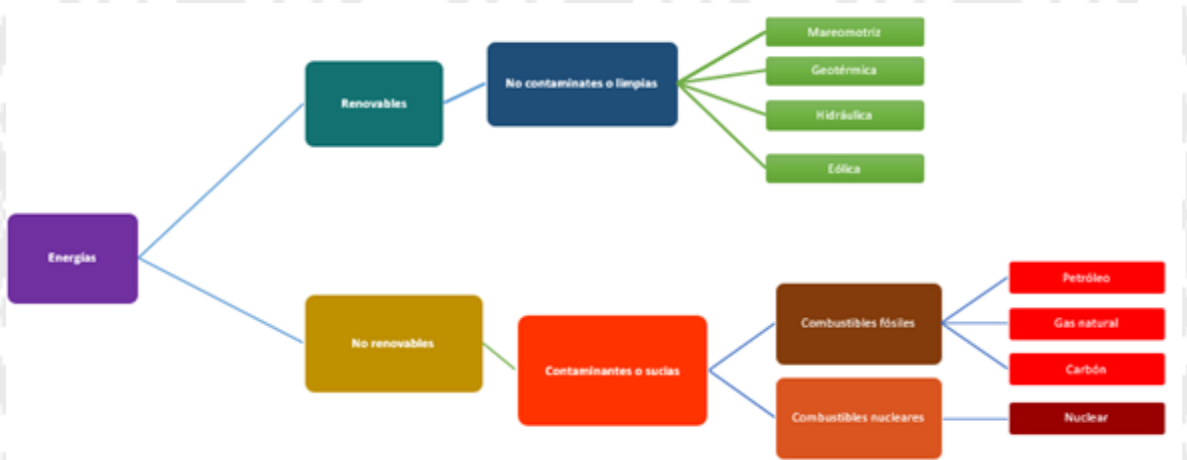 Energías
Renovables
No contaminates o limpias
Mareomotriz
Geotérmica
Hidráulica
Eólica
No renovables
Contaminantes o sucias
Combustibles fósiles
Petróleo
Gas natural
Carbón
Combustibles nucleares
Nuclear